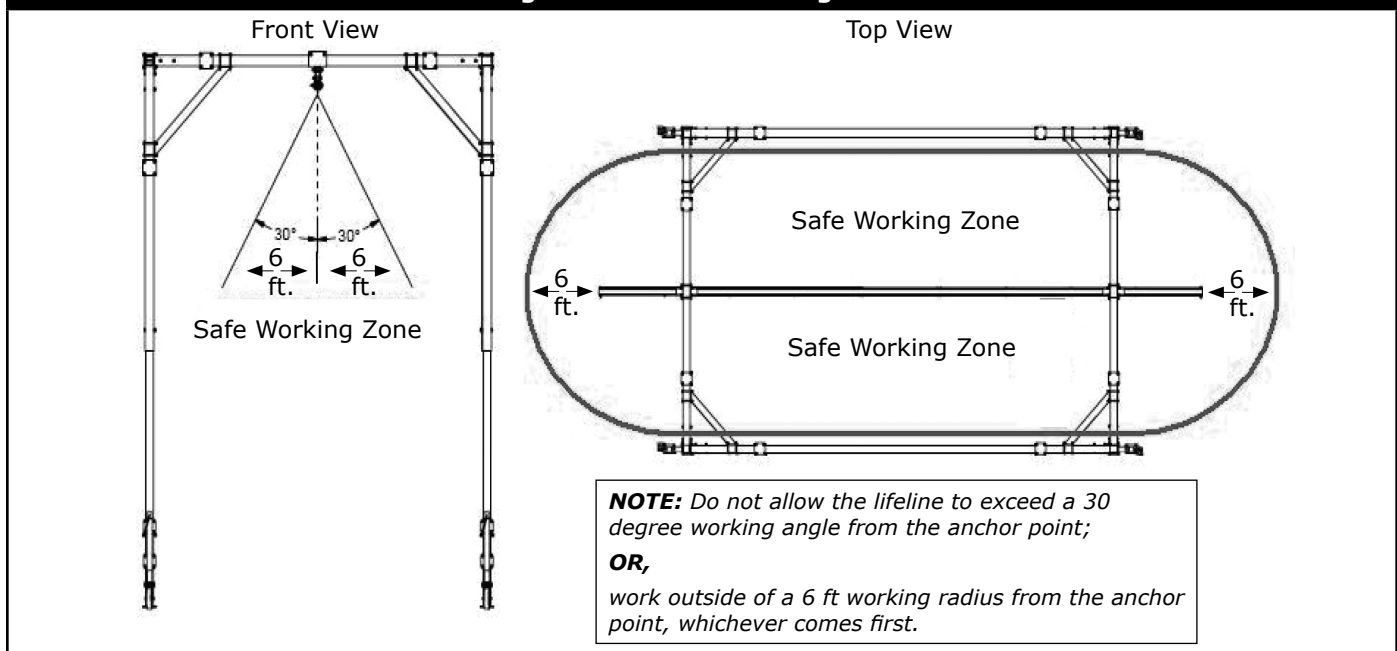 Front View
Top View
30°
30°
6
ft.
6
ft.
Safe Working Zone
Safe Working Zone
6
ft.
6
ft.
Safe Working Zone
NOTE: Do not allow the lifeline to exceed a 30
degree working angle from the anchor point;
OR,
work outside of a 6 ft working radius from the anchor
point, whichever comes first.